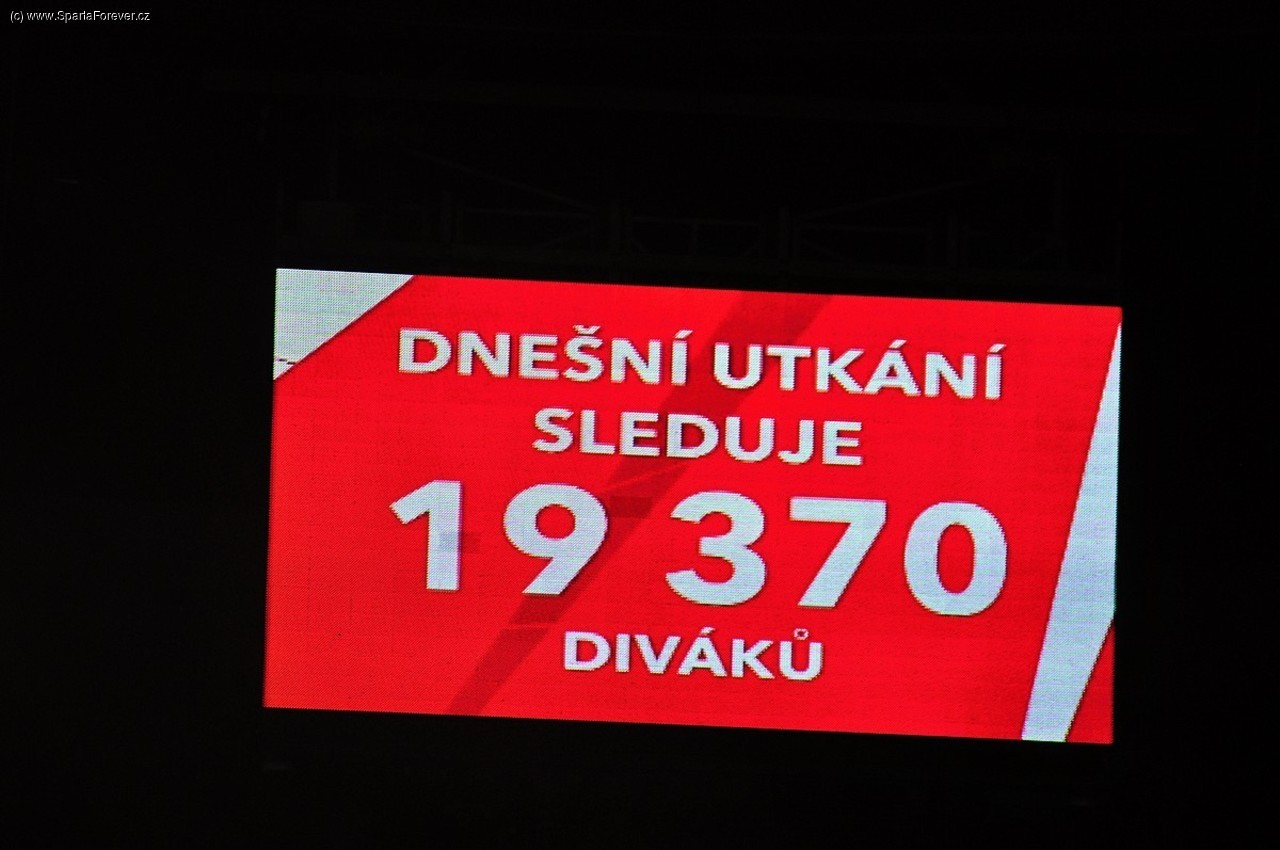 (c) www.SpartaForever.cz
DNEŠNÍ UTKÁNÍ
SLEDUJE
19 370
DIVÁKŮ